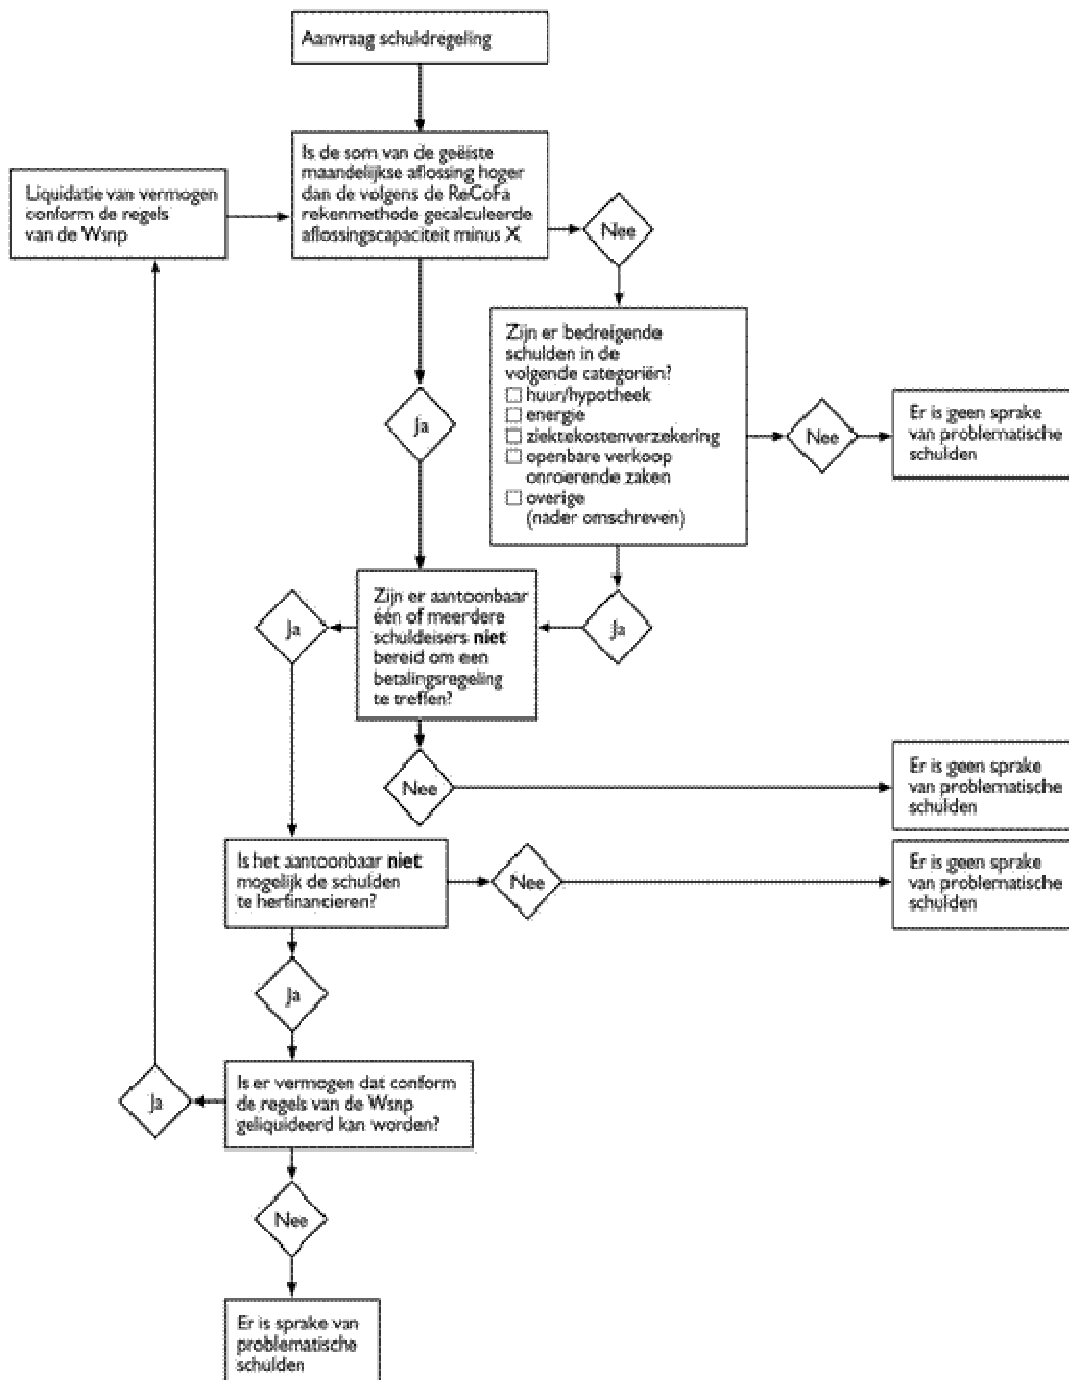 Aanvraag schuldregeling
Is de som van de geëiste
maandelijkse aflossing hoger
dan de volgens de ReCoFa
rekenmethode gecalculeerde
aflossingscapaciteit minus X
Liquidatie van vermogen
conform de regels
van de Wsnp
Nee
Zijn er bedreigende
schulden in de
volgende categoriën?
huur/hypotheek
energie
ziektekostenverzekering
openbare verkoop
onroerende zaken
overige
(nader omschreven)
Ja
Nee
Er is geen sprake
van problematische
schulden
Zijn er aantoonbaar
één of meerdere
schuldeisers niet
bereid om een
betalingsregeling
te treffen?
Ja
Ja
Nee
Er is geen sprake
van problematische
schulden
Is het aantoonbaar niet
mogelijk de schulden
te herfinancieren?
Nee
Er is geen sprake
van problematische
schulden
Ja
Is er vermogen dat conform
de regels van de Wsnp
geliquideerd kan worden?
Ja
Nee
Er is sprake van
problematische
schulden